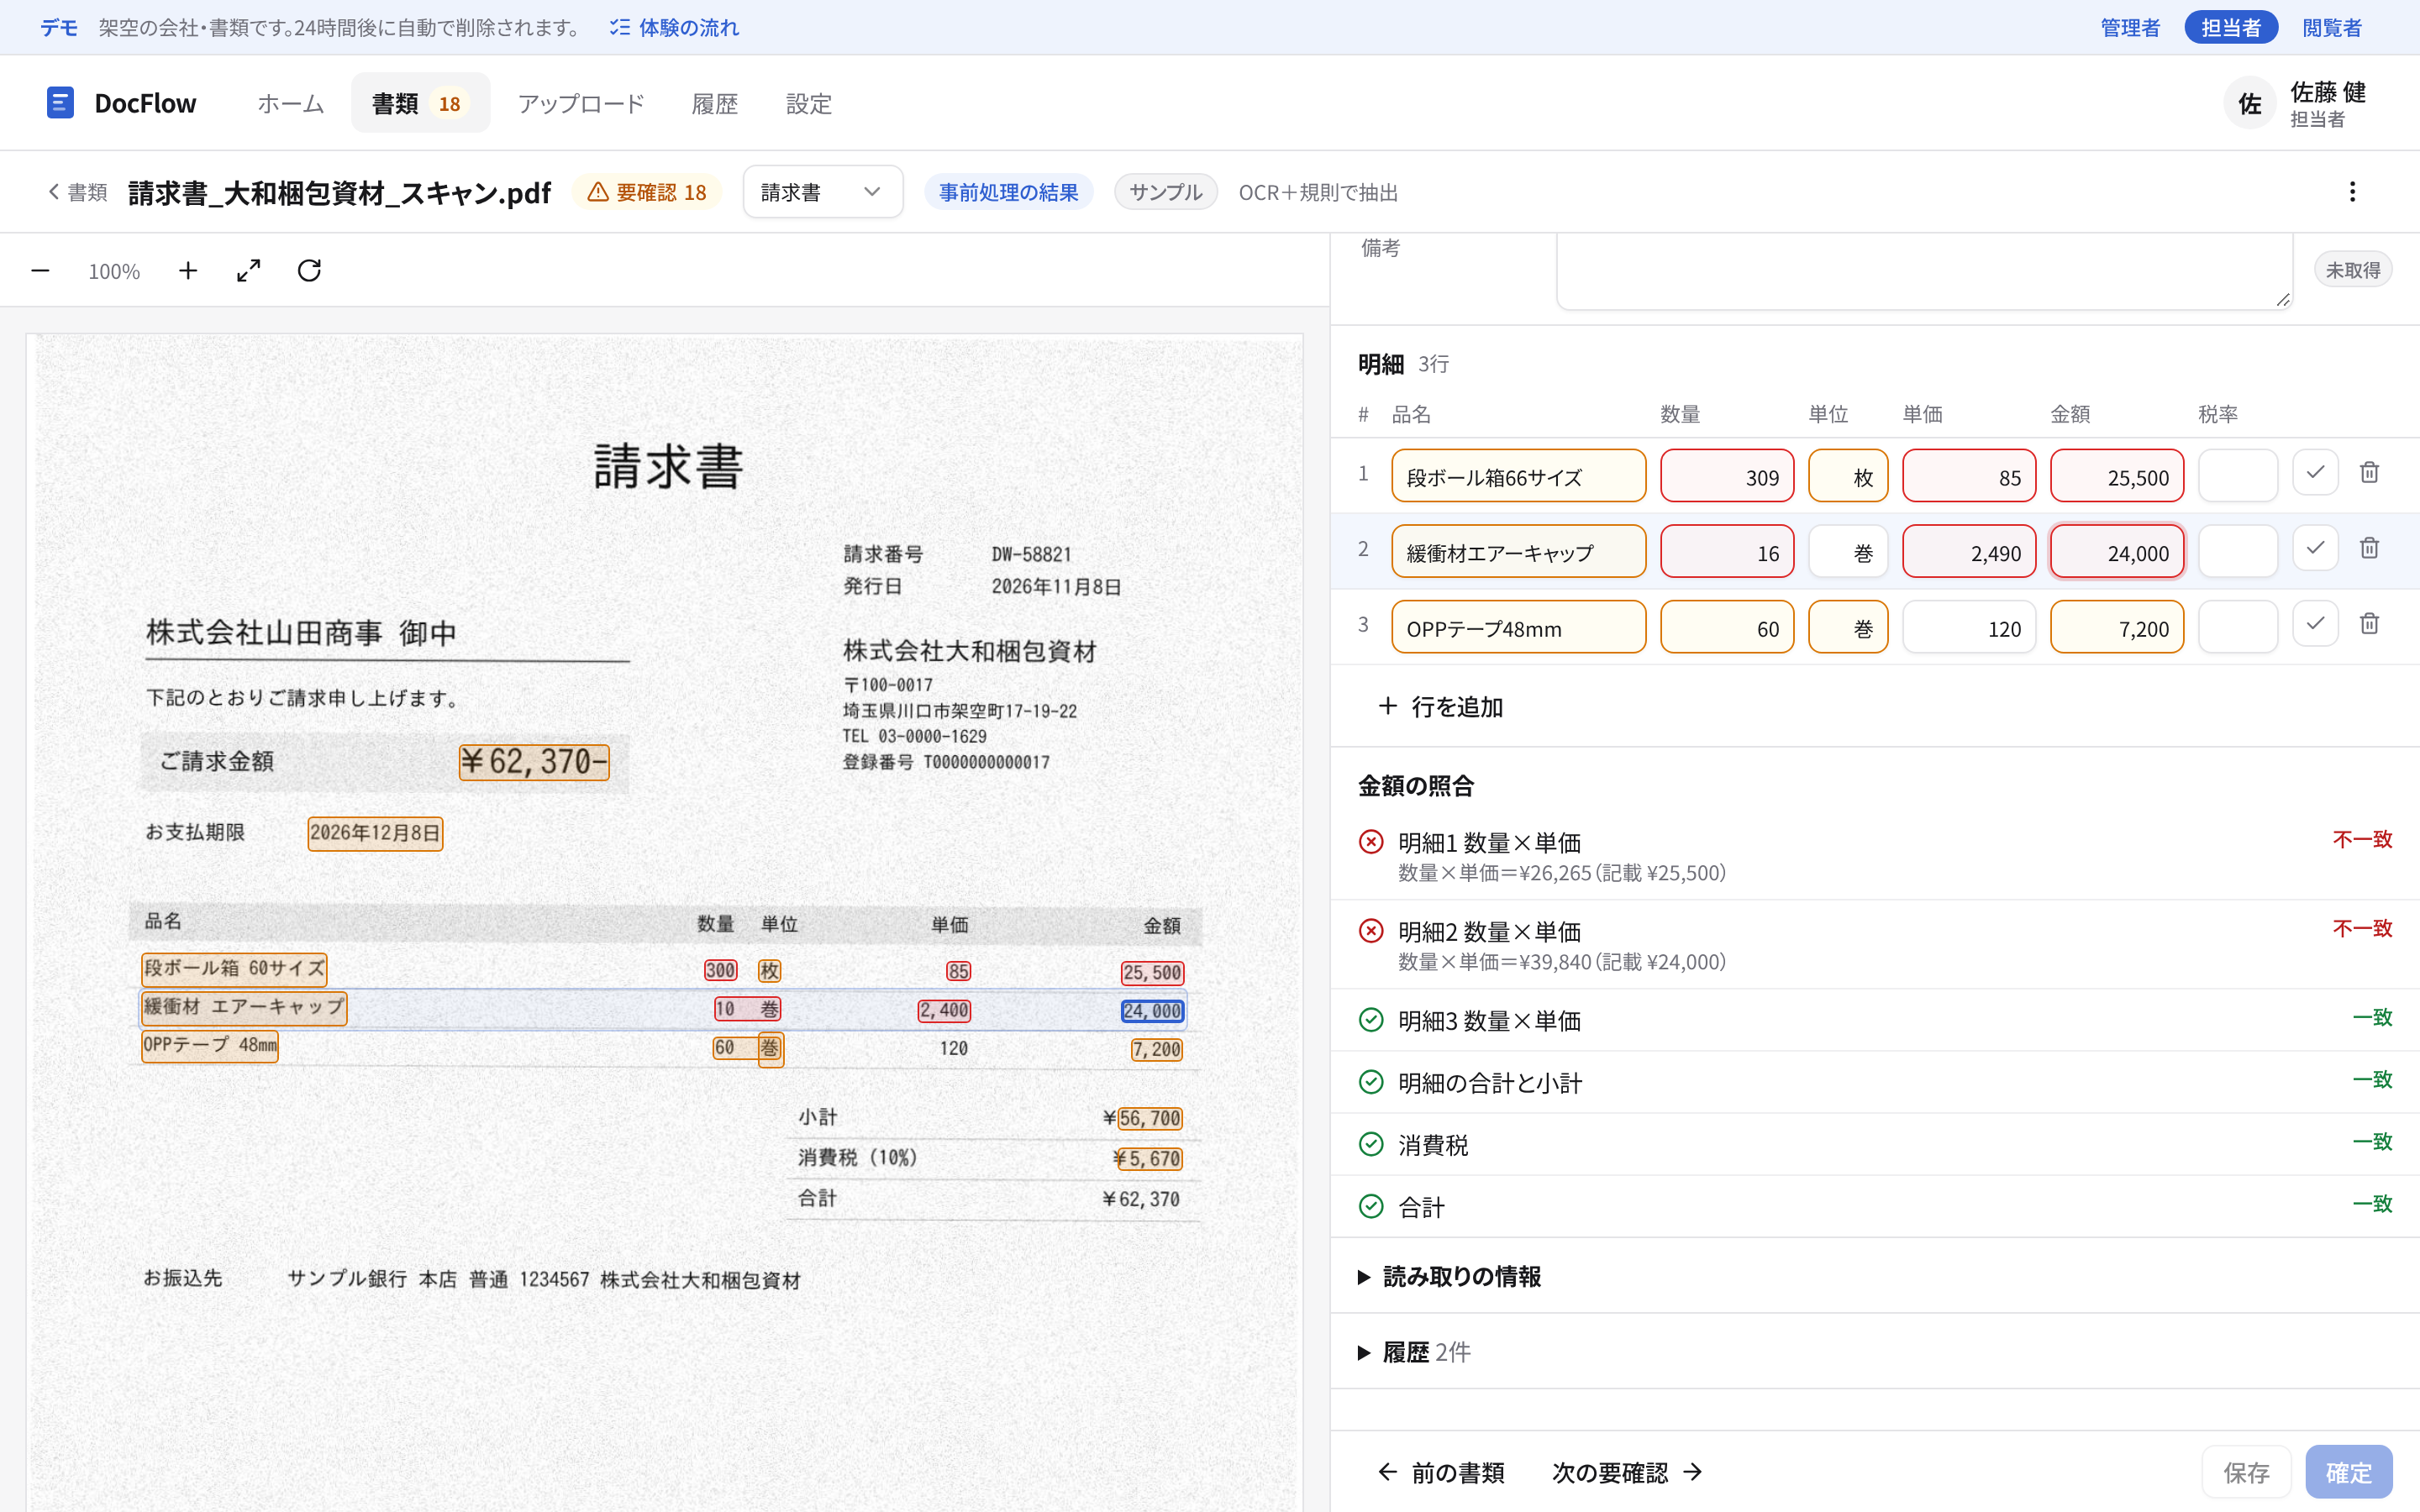 デモ 架空の会社・書類です。24時間後に自動で削除されます。 体験の流れ 管理者 担当者 閲覧者
DocFlow ホーム 書類 18 アップロード 履歴 設定 佐 佐藤 健
担当者
書類 請求書_大和梱包資材_スキャン.pdf 要確認 18 請求書 事前処理の結果 サンプル OCR＋規則で抽出
100%
請求書
請求番号 DW-58821
発行日 2026年11月8日
株式会社山田商事 御中
株式会社大和梱包資材
〒100-0017
下記のとおりご請求申し上げます。
埼玉県川口市架空町17-19-22
TEL 03-0000-1629
ご請求金額 ￥62,370-
登録番号 T0000000000017
お支払期限 2026年12月8日
品名 数量 単位 単価 金額
段ボール箱 60サイズ 300 枚 85 25,500
緩衝材 エアーキャップ 10 巻 2,400 24,000
OPPテープ 48mm 60 巻 120 7,200
小計 ￥56,700
消費税 (10%) ￥5,670
合計 ￥62,370
お振込先 サンプル銀行 本店 普通 1234567 株式会社大和梱包資材
備考 未取得
明細 3行
# 品名 数量 単位 単価 金額 税率
1 段ボール箱66サイズ 309 枚 85 25,500
2 緩衝材エアーキャップ 16 巻 2,490 24,000
3 OPPテープ48mm 60 巻 120 7,200
＋ 行を追加
金額の照合
明細1 数量×単価 不一致
数量×単価＝¥26,265（記載 ¥25,500）
明細2 数量×単価 不一致
数量×単価＝¥39,840（記載 ¥24,000）
明細3 数量×単価 一致
明細の合計と小計 一致
消費税 一致
合計 一致
▶ 読み取りの情報
▶ 履歴 2件
← 前の書類 次の要確認 → 保存 確定